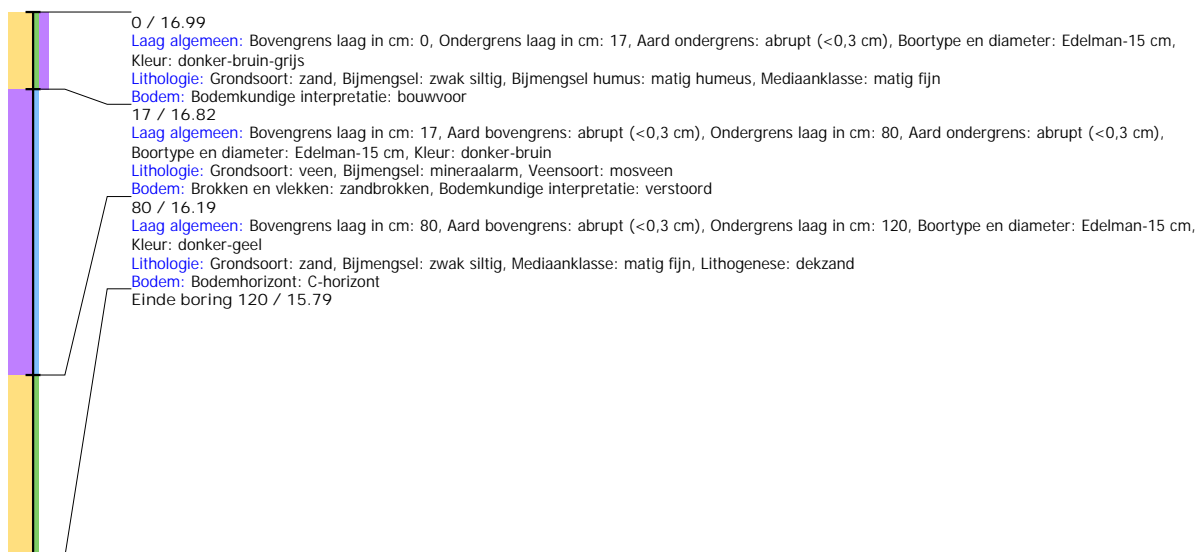 0 / 16.99
Laag algemeen: Bovengrens laag in cm: 0, Ondergrens laag in cm: 17, Aard ondergrens: abrupt (<0,3 cm), Boortype en diameter: Edelman-15 cm,
Kleur: donker-bruin-grijs
Lithologie: Grondsoort: zand, Bijmengsel: zwak siltig, Bijmengsel humus: matig humeus, Mediaanklasse: matig fijn
Bodem: Bodemkundige interpretatie: bouwvoor
17 / 16.82
Laag algemeen: Bovengrens laag in cm: 17, Aard bovengrens: abrupt (<0,3 cm), Ondergrens laag in cm: 80, Aard ondergrens: abrupt (<0,3 cm),
Boortype en diameter: Edelman-15 cm, Kleur: donker-bruin
Lithologie: Grondsoort: veen, Bijmengsel: mineraalarm, Veensoort: mosveen
Bodem: Brokken en vlekken: zandbrokken, Bodemkundige interpretatie: verstoord
80 / 16.19
Laag algemeen: Bovengrens laag in cm: 80, Aard bovengrens: abrupt (<0,3 cm), Ondergrens laag in cm: 120, Boortype en diameter: Edelman-15 cm,
Kleur: donker-geel
Lithologie: Grondsoort: zand, Bijmengsel: zwak siltig, Mediaanklasse: matig fijn, Lithogenese: dekzand
Bodem: Bodemhorizont: C-horizont
Einde boring 120 / 15.79